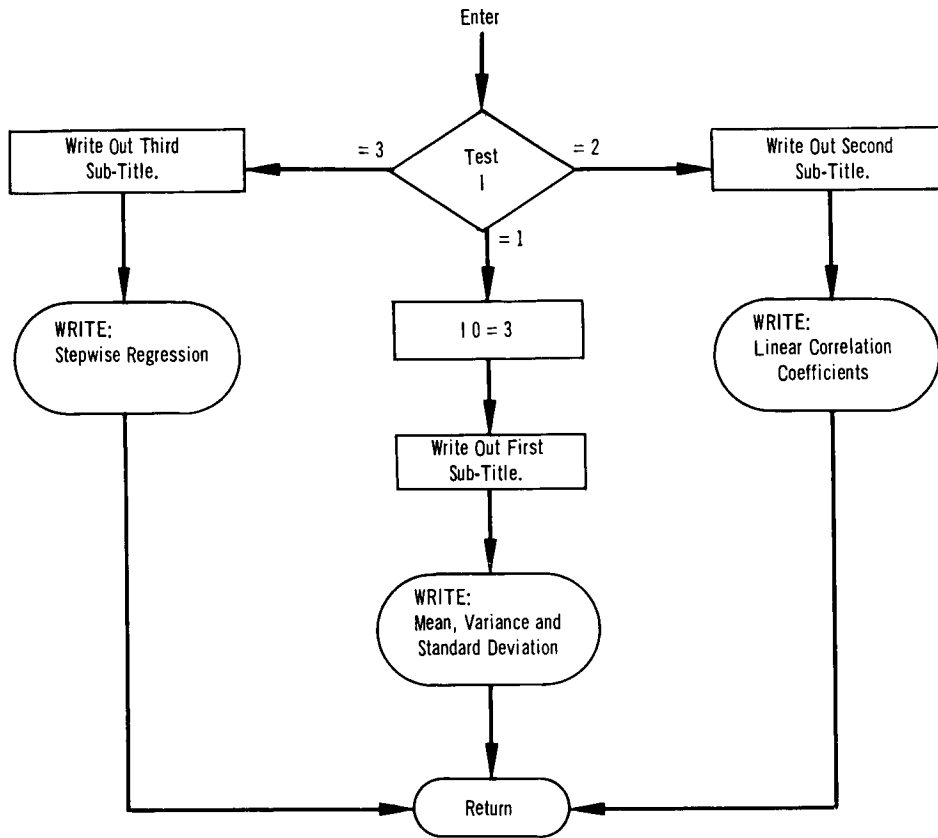 Enter
Test
I
= 3
= 2
= 1
Write Out Third
Sub-Title.
Write Out Second
Sub-Title.
WRITE:
Stepwise Regression
I 0 = 3
WRITE:
Linear Correlation
Coefficients
Write Out First
Sub-Title.
WRITE:
Mean, Variance and
Standard Deviation
Return